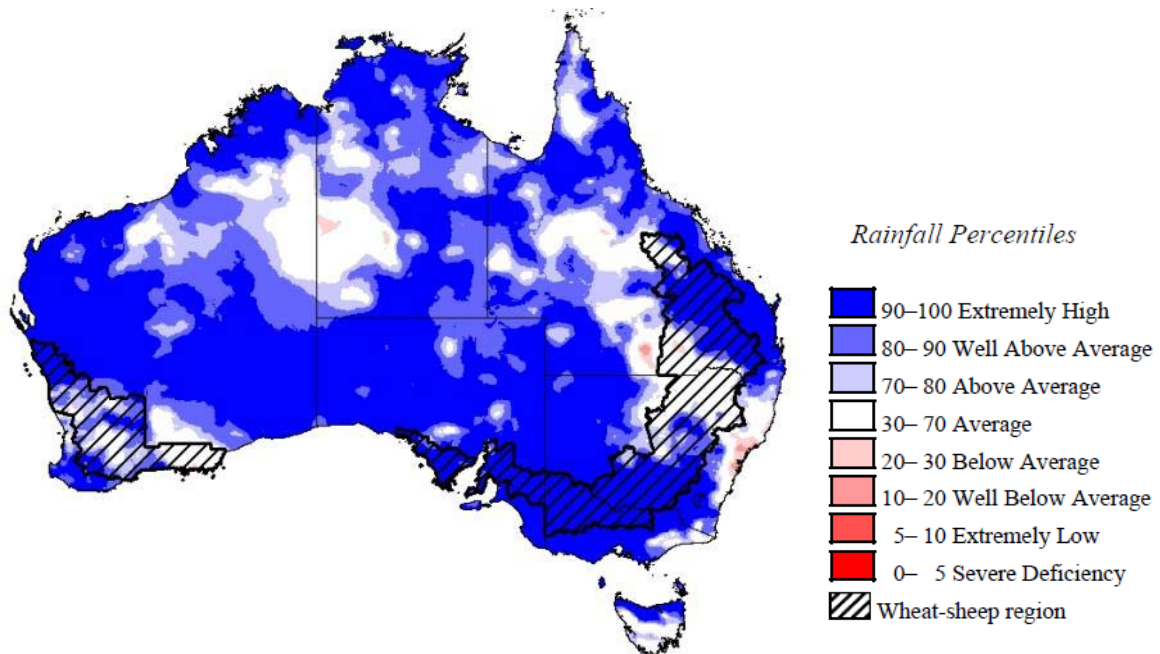 Rainfall Percentiles
90–100 Extremely High
80– 90 Well Above Average
70– 80 Above Average
30– 70 Average
20– 30 Below Average
10– 20 Well Below Average
5– 10 Extremely Low
0– 5 Severe Deficiency
Wheat-sheep region